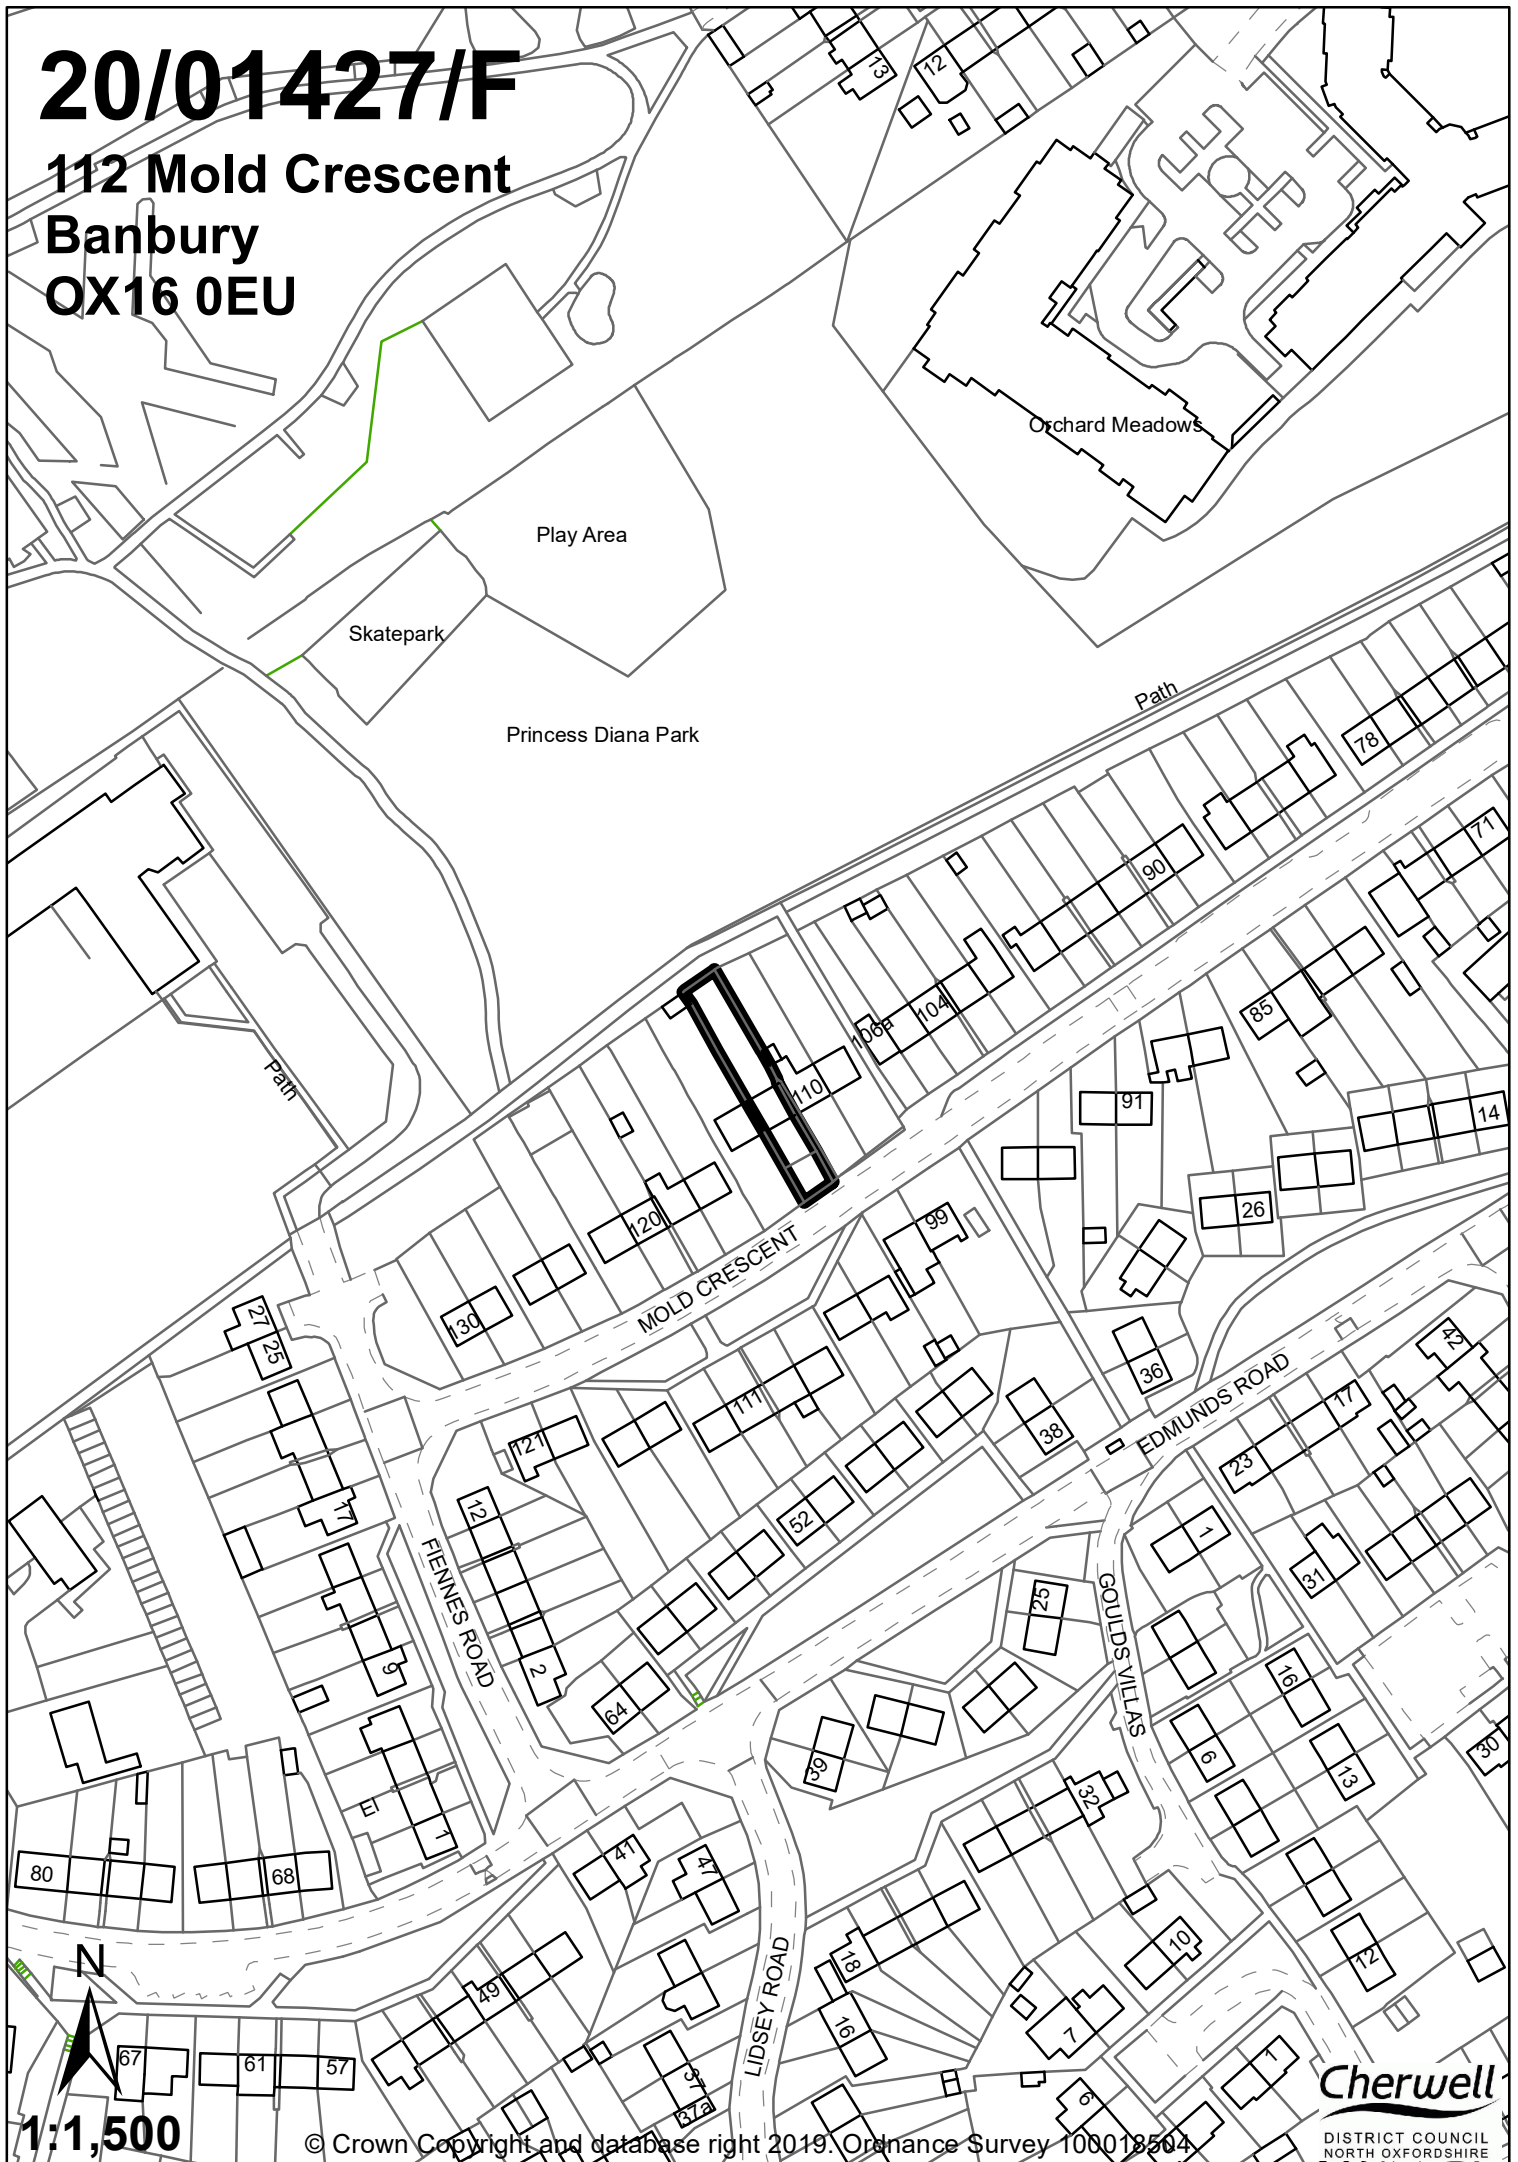 20/01427/F
112 Mold Crescent
Banbury
OX16 0EU
13
12
Orchard Meadows
Play Area
Skatepark
Path
Princess Diana Park
78
71
90
85
104
106a
110
Path
91
14
26
99
120
MOLD CRESCENT
130
27
25
36
42
EDMUNDS ROAD
111
17
38
121
23
12
17
52
1
31
FIENNES ROAD
25
GOULDS VILLAS
9
2
16
64
6
30
39
13
32
El
1
41
47
80
68
18
10
12
N
49
LIDSEY ROAD
16
7
67
61
57
37
1
37a
6
Cherwell
DISTRICT COUNCIL
NORTH OXFORDSHIRE
1:1,500
© Crown Copyright and database right 2019. Ordnance Survey 100018504